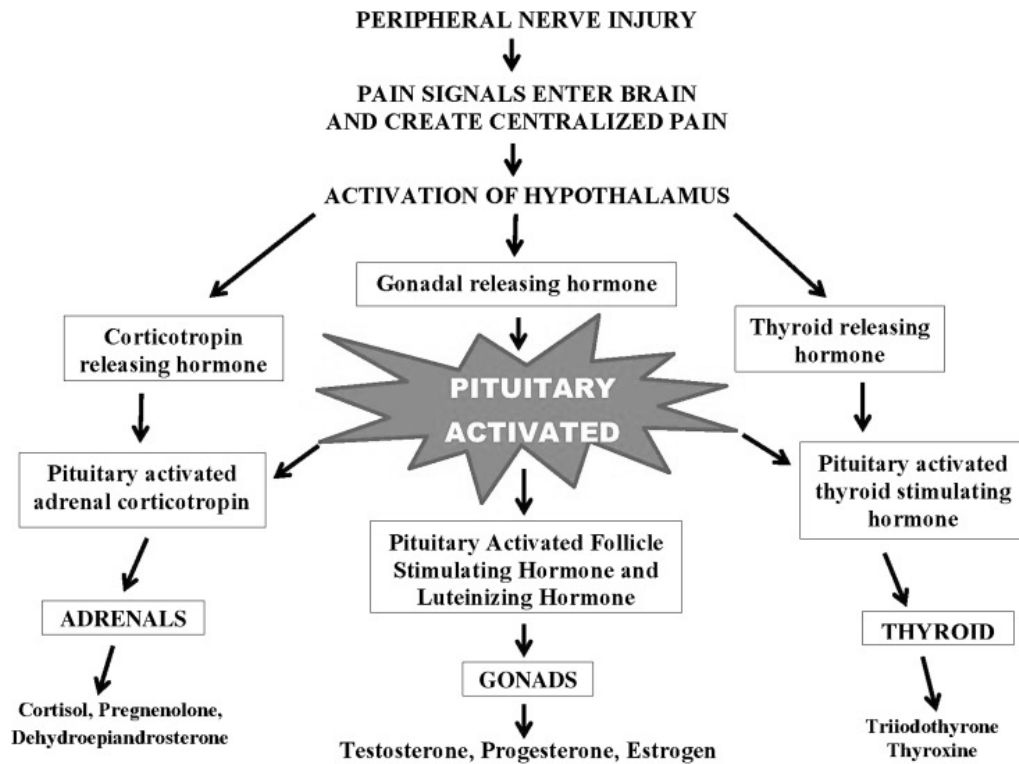 PERIPHERAL NERVE INJURY
PAIN SIGNALS ENTER BRAIN
AND CREATE CENTRALIZED PAIN
ACTIVATION OF HYPOTHALAMUS
Gonadal releasing hormone
Corticotropin
releasing hormone
Thyroid releasing
hormone
PITUITARY
ACTIVATED
Pituitary activated
adrenal corticotropin
Pituitary activated
thyroid stimulating
hormone
Pituitary Activated Follicle
Stimulating Hormone and
Luteinizing Hormone
ADRENALS
THYROID
GONADS
Cortisol, Pregnenolone,
Dehydroepiandrosterone
Testosterone, Progesterone, Estrogen
Triiodothyrone
Thyroxine